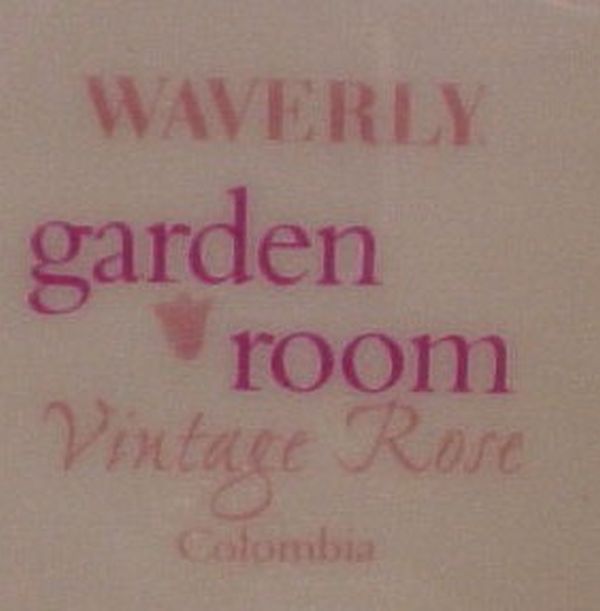 WAVERLY
garden
room
Vintage Rose
Colombia